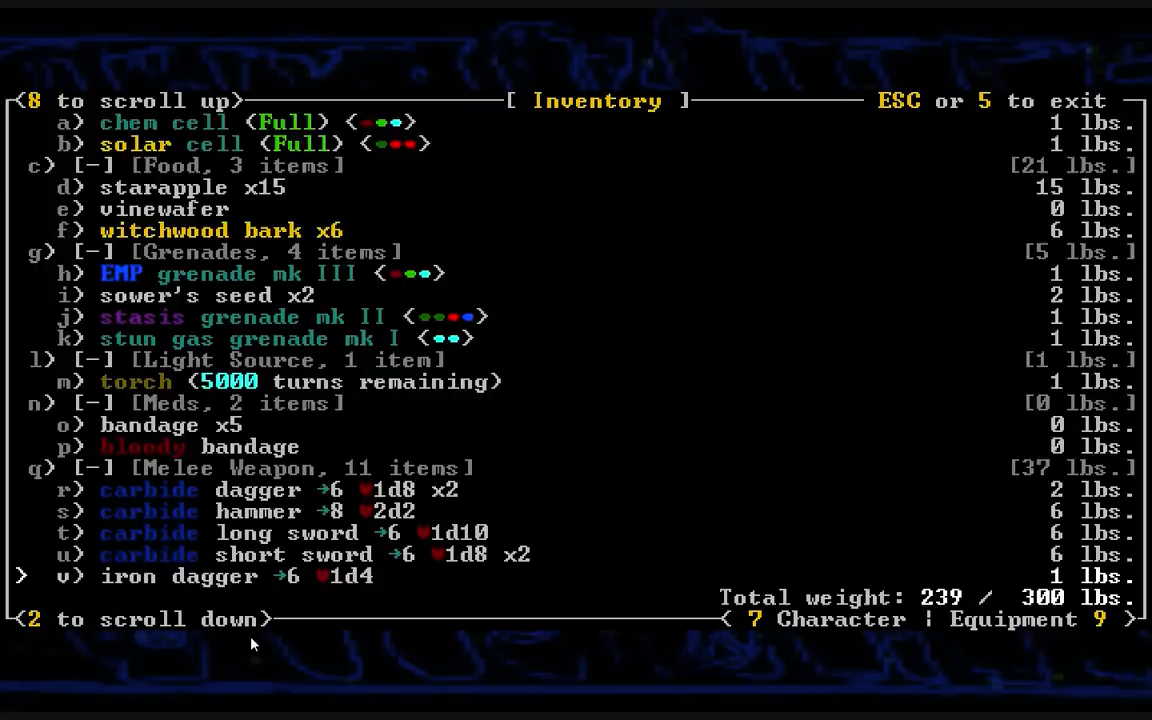 <8 to scroll up> [ Inventory ] ESC or 5 to exit
a) chem cell (Full) <•••> 1 lbs.
b) solar cell (Full) <•••> 1 lbs.
c) [-] [Food, 3 items] [21 lbs.]
d) starapple x15 15 lbs.
e) vinewafer 0 lbs.
f) witchwood bark x6 6 lbs.
g) [-] [Grenades, 4 items] [5 lbs.]
h) EMP grenade mk III <•••> 1 lbs.
i) sower's seed x2 2 lbs.
j) stasis grenade mk II <••••> 1 lbs.
k) stun gas grenade mk I <••> 1 lbs.
l) [-] [Light Source, 1 item] [1 lbs.]
m) torch (5000 turns remaining) 1 lbs.
n) [-] [Meds, 2 items] [0 lbs.]
o) bandage x5 0 lbs.
p) bloody bandage 0 lbs.
q) [-] [Melee Weapon, 11 items] [37 lbs.]
r) carbide dagger →6 ♥1d8 x2 2 lbs.
s) carbide hammer →8 ♥2d2 6 lbs.
t) carbide long sword →6 ♥1d10 6 lbs.
u) carbide short sword →6 ♥1d8 x2 6 lbs.
> v) iron dagger →6 ♥1d4 1 lbs.
Total weight: 239 / 300 lbs.
<2 to scroll down> < 7 Character | Equipment 9 >